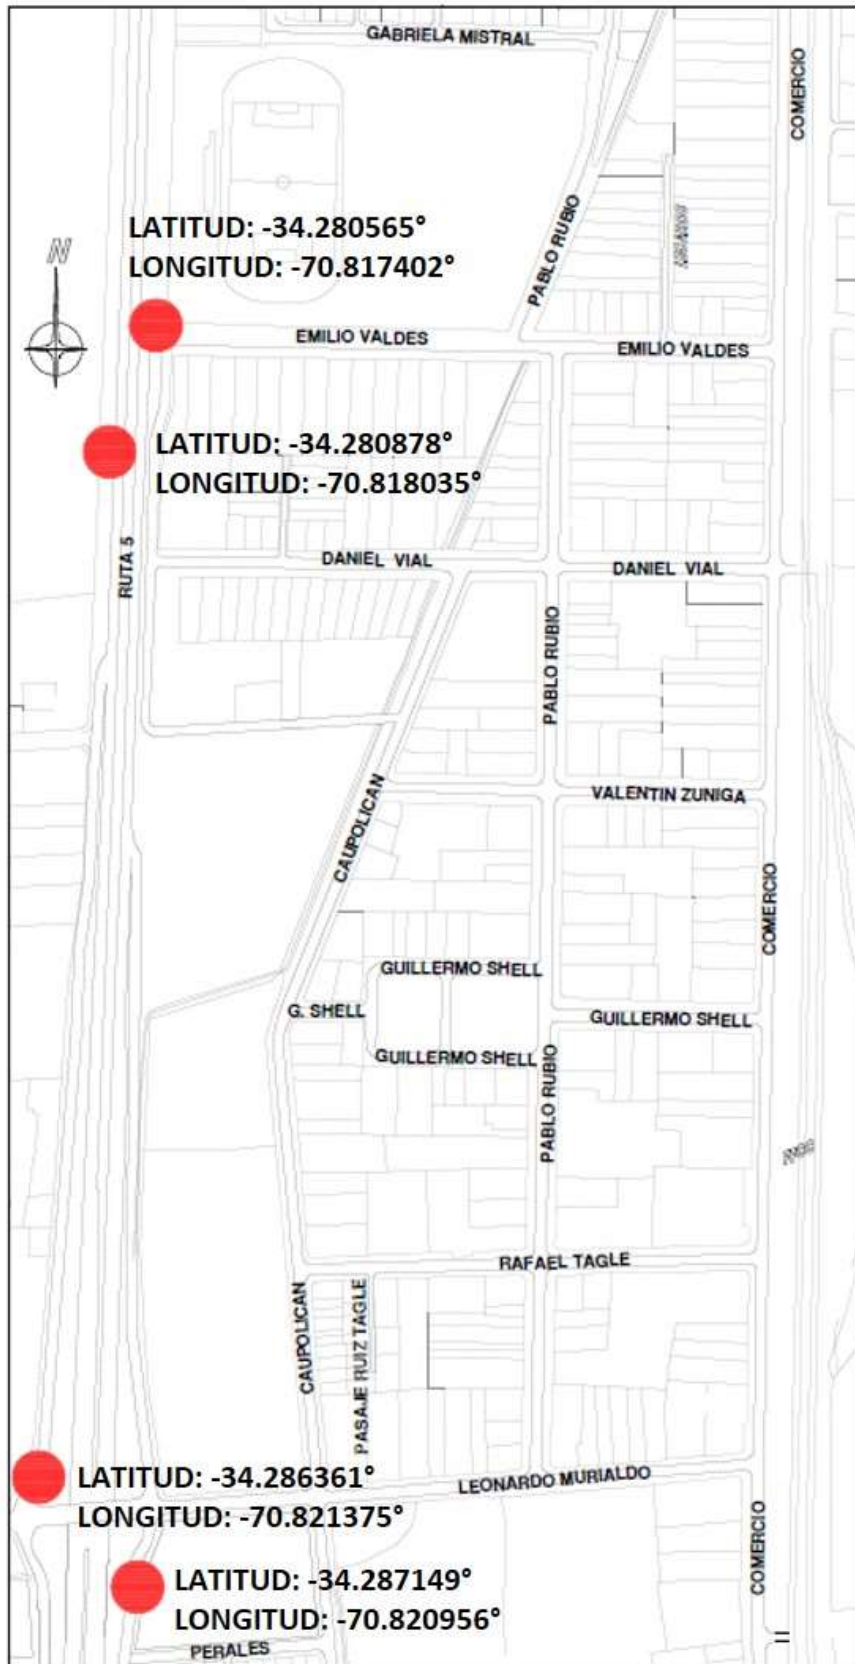 GABRIELA MISTRAL
COMERCIO
PABLO RUBIO
LATITUD: -34.280565°
LONGITUD: -70.817402°
N
EMILIO VALDES
EMILIO VALDES
LATITUD: -34.280878°
LONGITUD: -70.818035°
RUTA 5
DANIEL VIAL
DANIEL VIAL
PABLO RUBIO
CAUPOLICAN
VALENTIN ZUÑIGA
COMERCIO
GUILLERMO SHELL
G. SHELL
GUILLERMO SHELL
GUILLERMO SHELL
PABLO RUBIO
RAFAEL TAGLE
CAUPOLICAN
PASAJE RUIZ TAGLE
LATITUD: -34.286361°
LONGITUD: -70.821375°
LEONARDO MURIALDO
COMERCIO
LATITUD: -34.287149°
LONGITUD: -70.820956°
PERALES